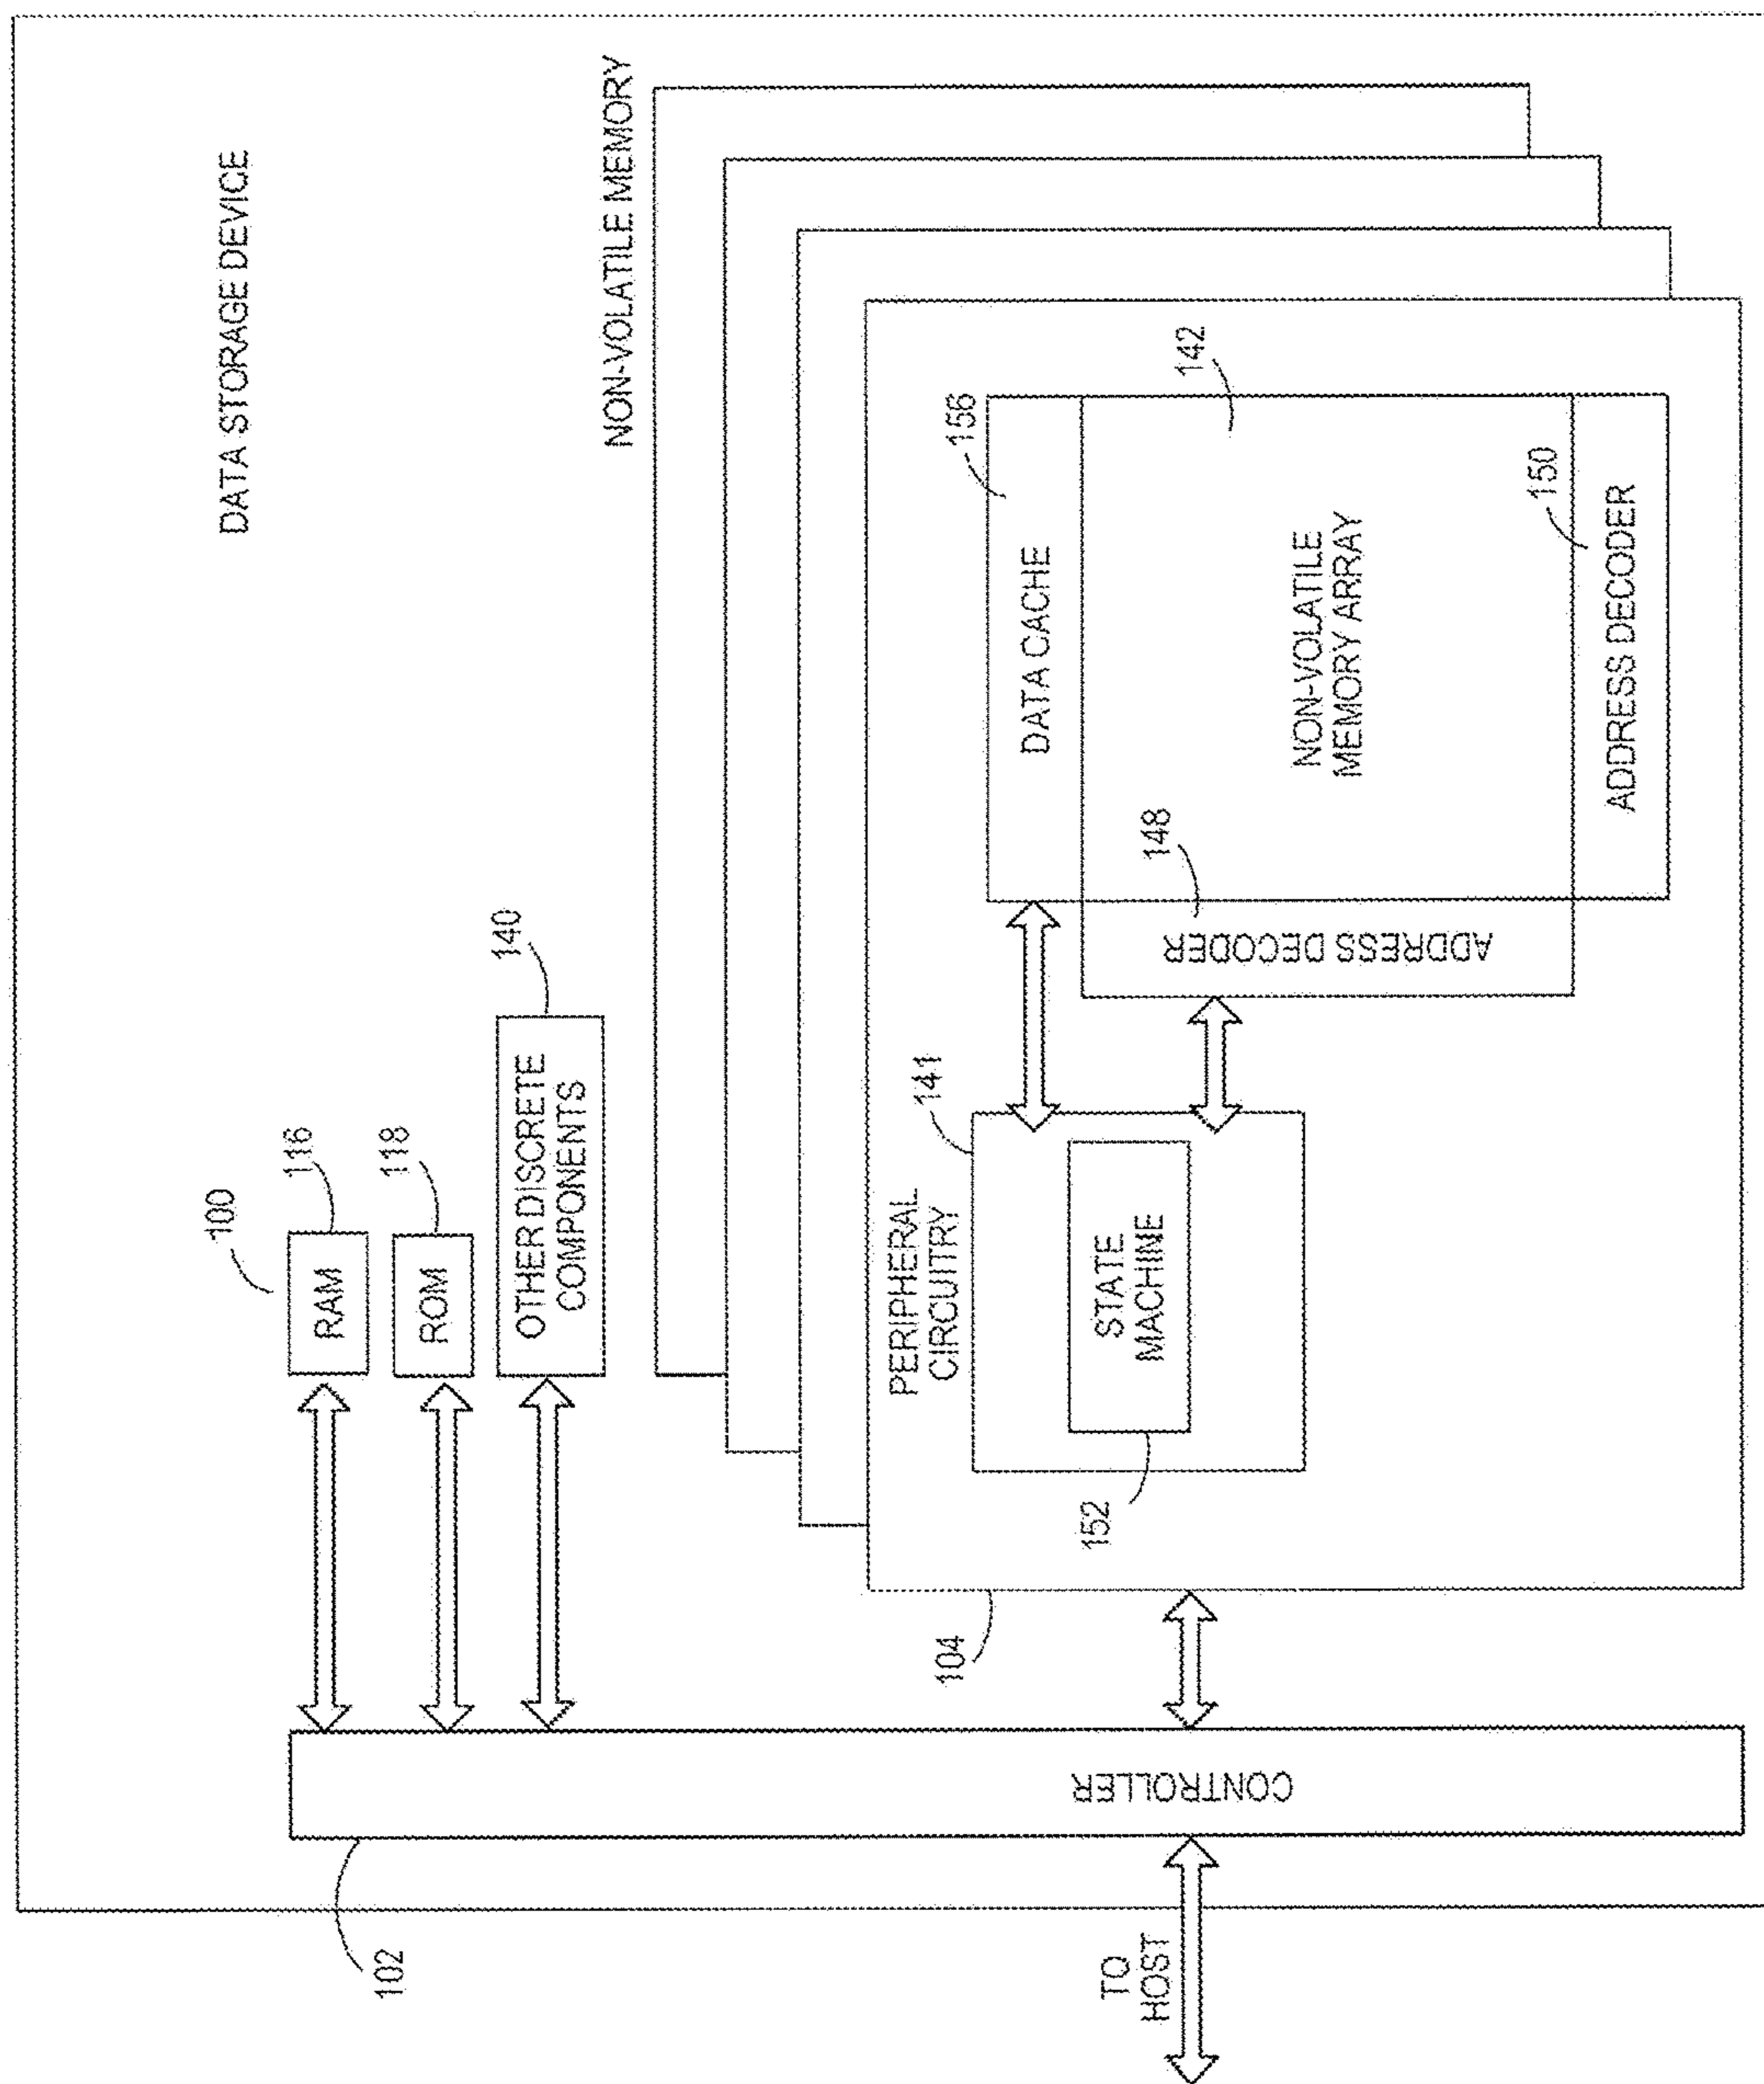 DATA STORAGE DEVICE
100
RAM
116
ROM
118
OTHER DISCRETE
COMPONENTS
140
NON-VOLATILE MEMORY
PERIPHERAL
CIRCUITRY
141
STATE
MACHINE
152
DATA CACHE
156
ADDRESS DECODER
148
NON-VOLATILE
MEMORY ARRAY
142
ADDRESS DECODER
150
104
CONTROLLER
102
TO
HOST